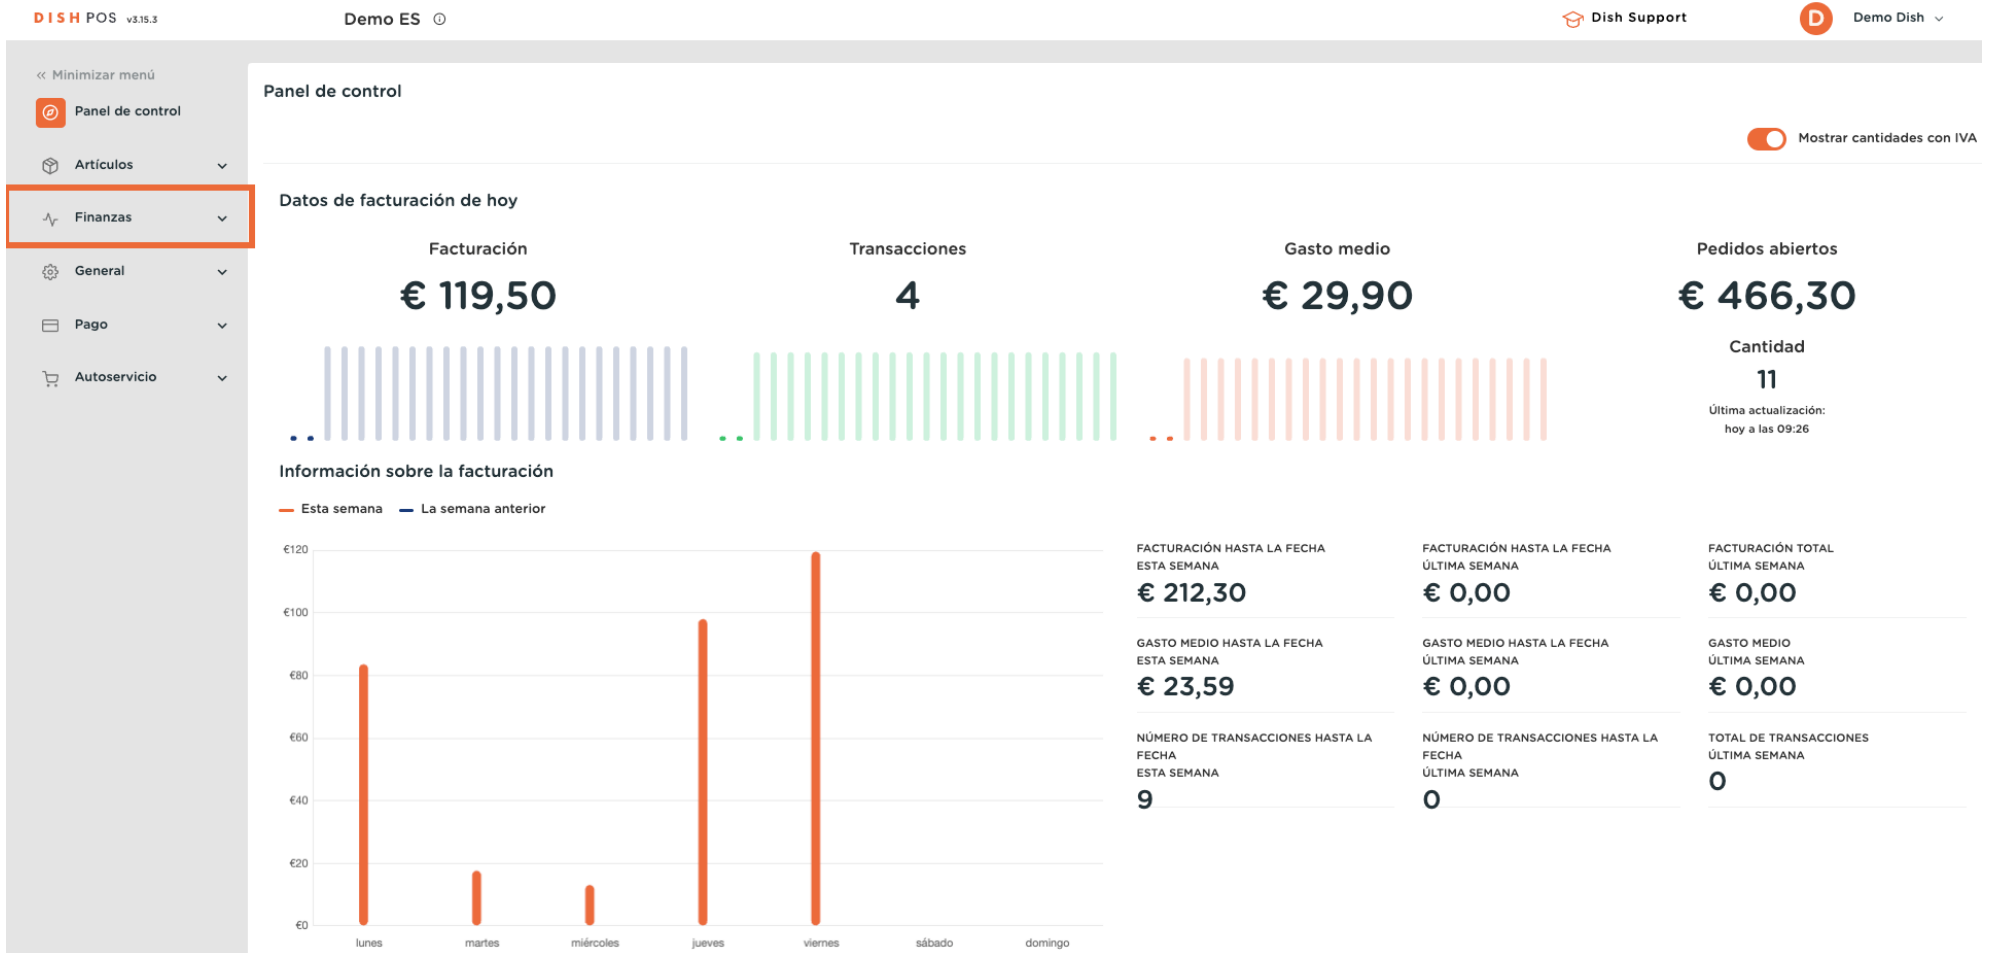 DISH POS v3.15.3
Demo ES
Dish Support
D
Demo Dish
Minimizar menú
Panel de control
Artículos
Finanzas
General
Pago
Autoservicio
Panel de control
Mostrar cantidades con IVA
Datos de facturación de hoy
Facturación
€ 119,50
Transacciones
4
Gasto medio
€ 29,90
Pedidos abiertos
€ 466,30
Cantidad
11
Última actualización:
hoy a las 09:26
Información sobre la facturación
Esta semana
La semana anterior
€120
€100
€80
€60
€40
€20
€0
lunes
martes
miércoles
jueves
viernes
sábado
domingo
FACTURACIÓN HASTA LA FECHA
ESTA SEMANA
€ 212,30
FACTURACIÓN HASTA LA FECHA
ÚLTIMA SEMANA
€ 0,00
FACTURACIÓN TOTAL
ÚLTIMA SEMANA
€ 0,00
GASTO MEDIO HASTA LA FECHA
ESTA SEMANA
€ 23,59
GASTO MEDIO HASTA LA FECHA
ÚLTIMA SEMANA
€ 0,00
GASTO MEDIO
ÚLTIMA SEMANA
€ 0,00
NÚMERO DE TRANSACCIONES HASTA LA
FECHA
ESTA SEMANA
9
NÚMERO DE TRANSACCIONES HASTA LA
FECHA
ÚLTIMA SEMANA
0
TOTAL DE TRANSACCIONES
ÚLTIMA SEMANA
0